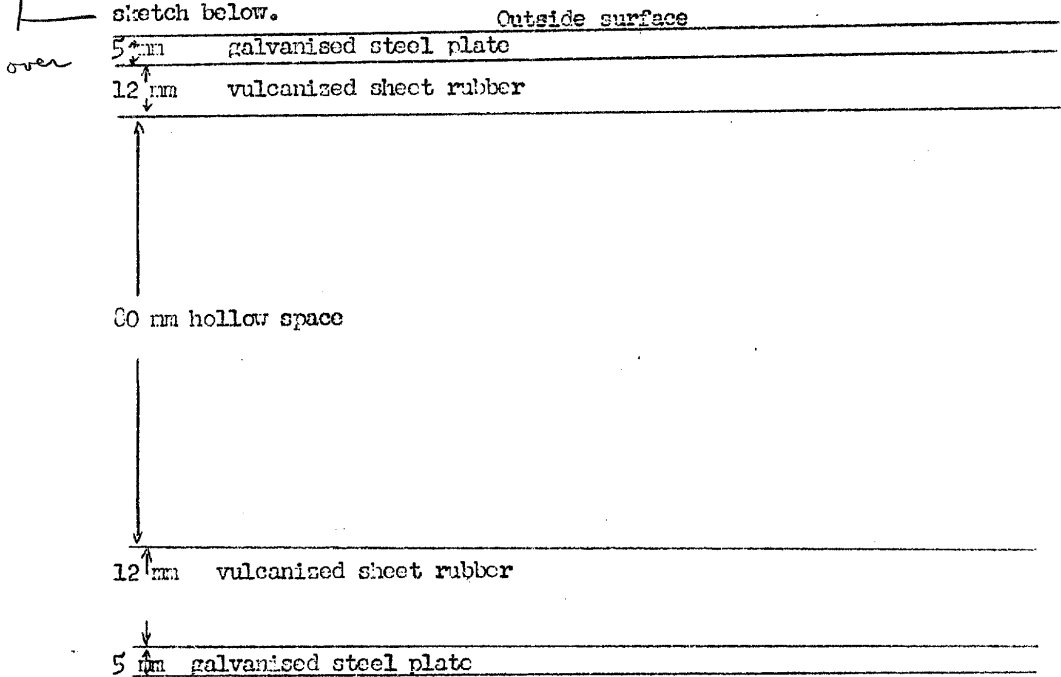 sketch below.
Outside surface
5 mm galvanised steel plate
over
12 mm vulcanized sheet rubber
80 mm hollow space
12 mm vulcanized sheet rubber
5 mm galvanised steel plate